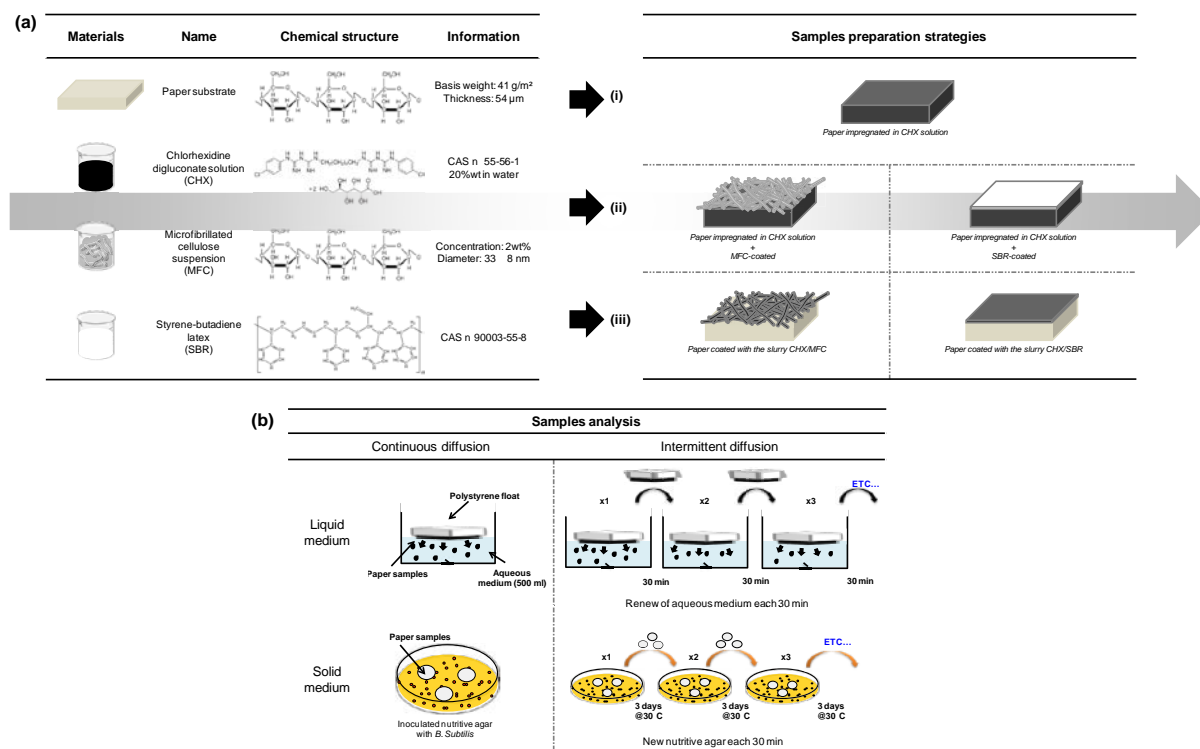 (a)
Materials Name Chemical structure Information
Samples preparation strategies
Paper substrate
Basis weight: 41 g/m²
Thickness: 54 µm
(i)
Paper impregnated in CHX solution
Chlorhexidine
digluconate solution
(CHX)
CAS n 55-56-1
20%wt in water
(ii)
Paper impregnated in CHX solution
+
MFC-coated
Paper impregnated in CHX solution
+
SBR-coated
Microfibrillated
cellulose
suspension
(MFC)
Concentration: 2wt%
Diameter: 33 8 nm
Styrene-butadiene
latex
(SBR)
CAS n 90003-55-8
(iii)
Paper coated with the slurry CHX/MFC
Paper coated with the slurry CHX/SBR
(b)
Samples analysis
Continuous diffusion Intermittent diffusion
Liquid
medium
Polystyrene float
Paper samples
Aqueous
medium (500 ml)
x1 x2 x3 ETC...
30 min 30 min 30 min
Renew of aqueous medium each 30 min
Solid
medium
Paper samples
Inoculated nutritive agar
with B. Subtilis
x1 x2 x3 ETC...
3 days
@30 C
3 days
@30 C
3 days
@30 C
New nutritive agar each 30 min